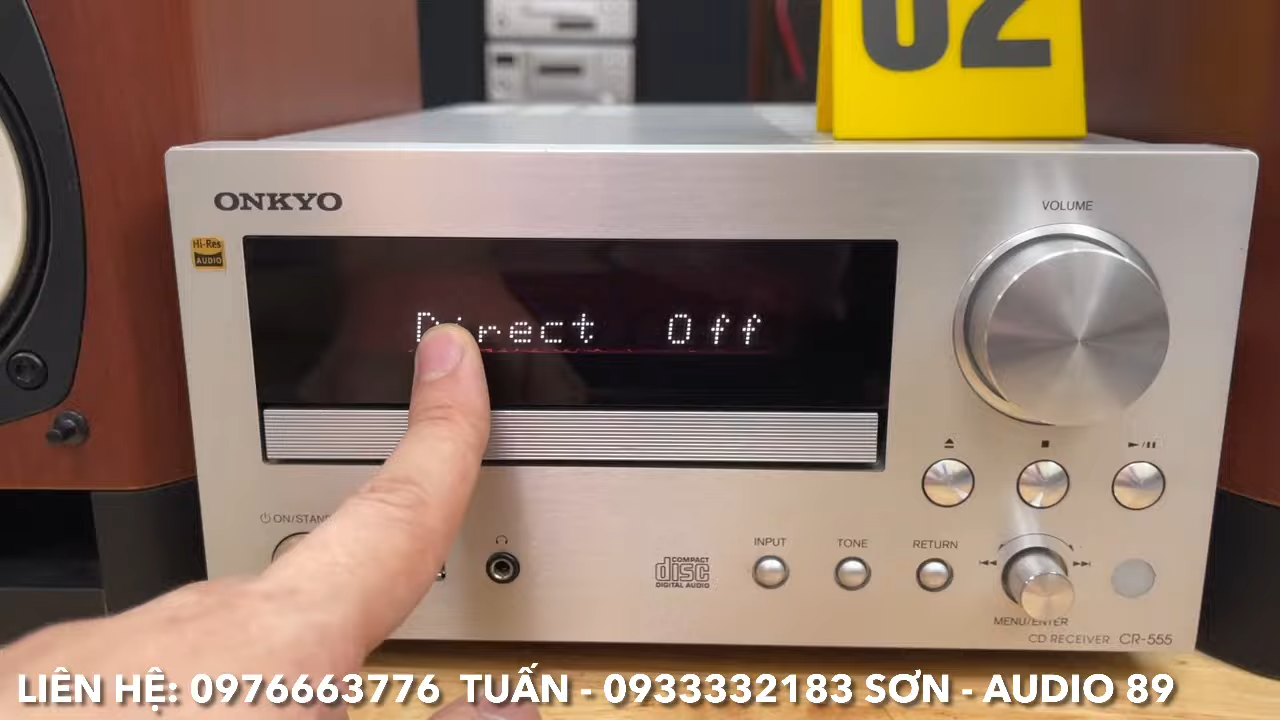 02
ONKYO
VOLUME
Hi-Res
AUDIO
Direct Off
ON/STAND
INPUT
TONE
RETURN
COMPACT
disc
DIGITAL AUDIO
MENU/ENTER
CD RECEIVER CR-555
LIÊN HỆ: 0976663776 TUẤN - 0933332183 SƠN - AUDIO 89